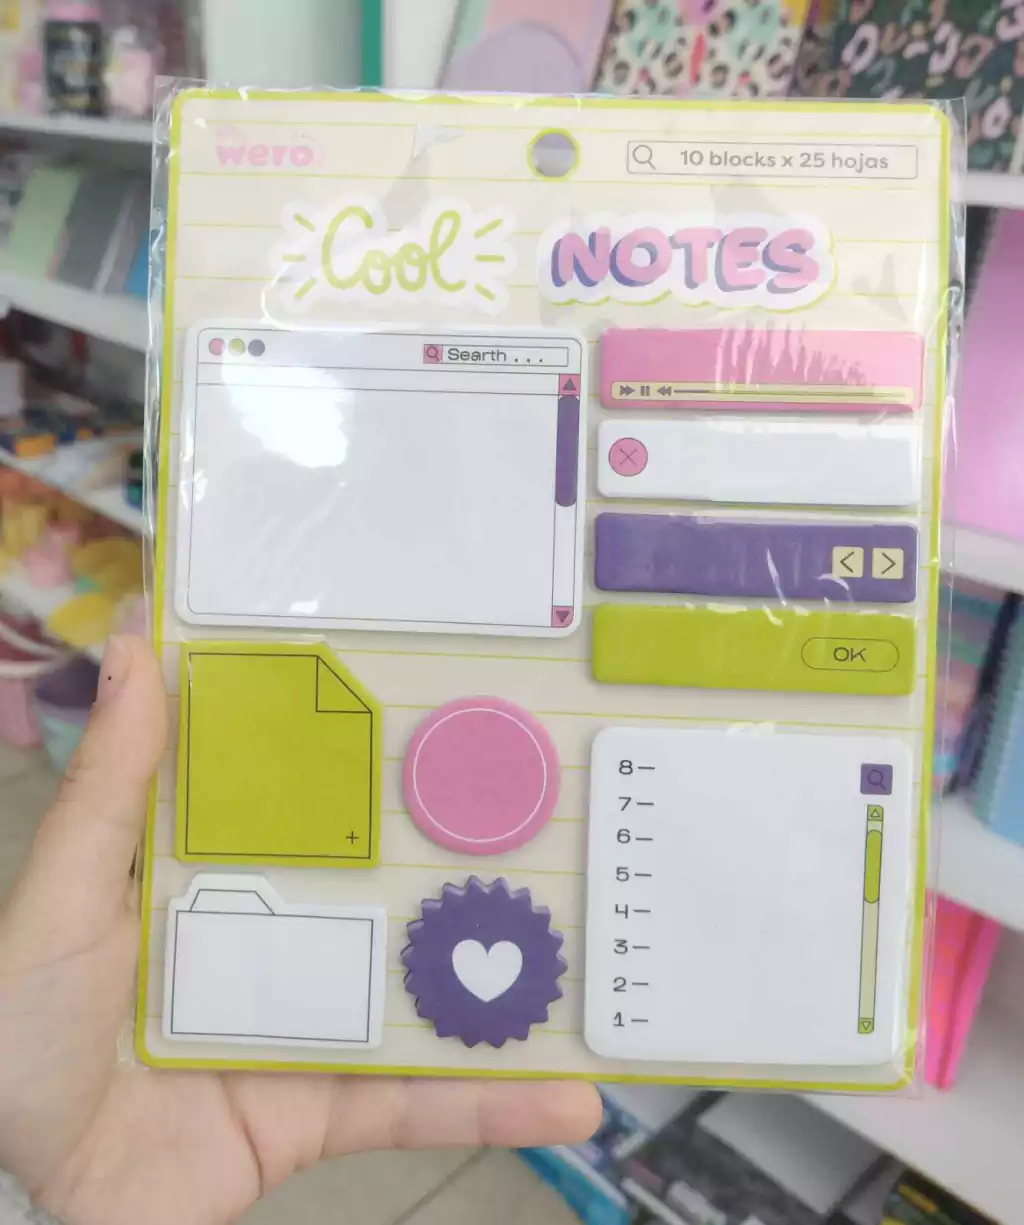 wero
10 blocks x 25 hojas
Cool NOTES
Searth . . .
OK
8—
7—
6—
5—
4—
3—
2—
1—